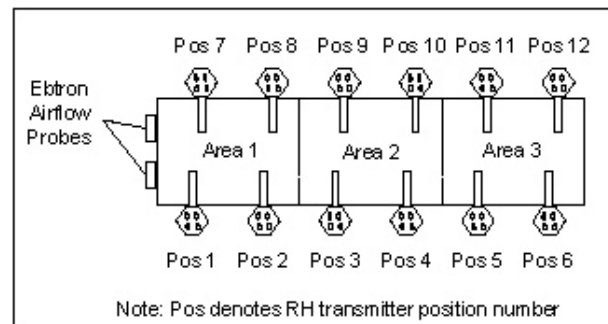 Pos 7 Pos 8 Pos 9 Pos 10 Pos 11 Pos 12
Ebtron
Airflow
Probes
Area 1 Area 2 Area 3
Pos 1 Pos 2 Pos 3 Pos 4 Pos 5 Pos 6
Note: Pos denotes RH transmitter position number